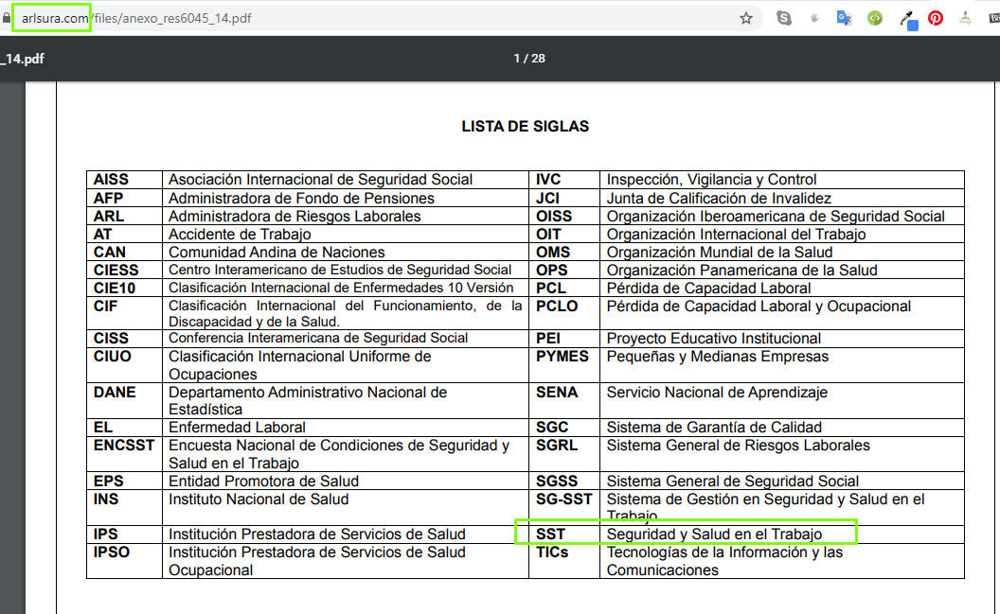 arlsura.com/files/anexo_res6045_14.pdf
_14.pdf
1 / 28
LISTA DE SIGLAS
AISS Asociación Internacional de Seguridad Social IVC Inspección, Vigilancia y Control
AFP Administradora de Fondo de Pensiones JCI Junta de Calificación de Invalidez
ARL Administradora de Riesgos Laborales OISS Organización Iberoamericana de Seguridad Social
AT Accidente de Trabajo OIT Organización Internacional del Trabajo
CAN Comunidad Andina de Naciones OMS Organización Mundial de la Salud
CIESS Centro Interamericano de Estudios de Seguridad Social OPS Organización Panamericana de la Salud
CIE10 Clasificación Internacional de Enfermedades 10 Versión PCL Pérdida de Capacidad Laboral
CIF Clasificación Internacional del Funcionamiento, de la PCLO Pérdida de Capacidad Laboral y Ocupacional
Discapacidad y de la Salud.
CISS Conferencia Interamericana de Seguridad Social PEI Proyecto Educativo Institucional
CIUO Clasificación Internacional Uniforme de PYMES Pequeñas y Medianas Empresas
Ocupaciones
DANE Departamento Administrativo Nacional de SENA Servicio Nacional de Aprendizaje
Estadística
EL Enfermedad Laboral SGC Sistema de Garantía de Calidad
ENCSST Encuesta Nacional de Condiciones de Seguridad y SGRL Sistema General de Riesgos Laborales
Salud en el Trabajo
EPS Entidad Promotora de Salud SGSS Sistema General de Seguridad Social
INS Instituto Nacional de Salud SG-SST Sistema de Gestión en Seguridad y Salud en el
Trabajo
IPS Institución Prestadora de Servicios de Salud SST Seguridad y Salud en el Trabajo
IPSO Institución Prestadora de Servicios de Salud TICs Tecnologías de la Información y las
Ocupacional Comunicaciones